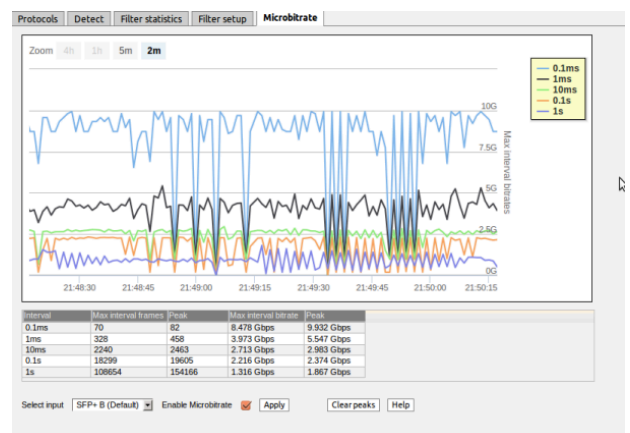 Protocols Detect Filter statistics Filter setup Microbitrate
Zoom 4h 1h 5m 2m
0.1ms
1ms
10ms
0.1s
1s
10G
7.5G
5G
2.5G
0G
Max interval bitrates
21:48:30 21:48:45 21:49:00 21:49:15 21:49:30 21:49:45 21:50:00 21:50:15
Interval Max interval frames Peak Max interval bitrate Peak
0.1ms 70 82 8.478 Gbps 9.932 Gbps
1ms 328 458 3.973 Gbps 5.547 Gbps
10ms 2240 2463 2.713 Gbps 2.983 Gbps
0.1s 18299 19605 2.216 Gbps 2.374 Gbps
1s 108654 154166 1.316 Gbps 1.867 Gbps
Select input SFP+ B (Default) Enable Microbitrate Apply Clear peaks Help